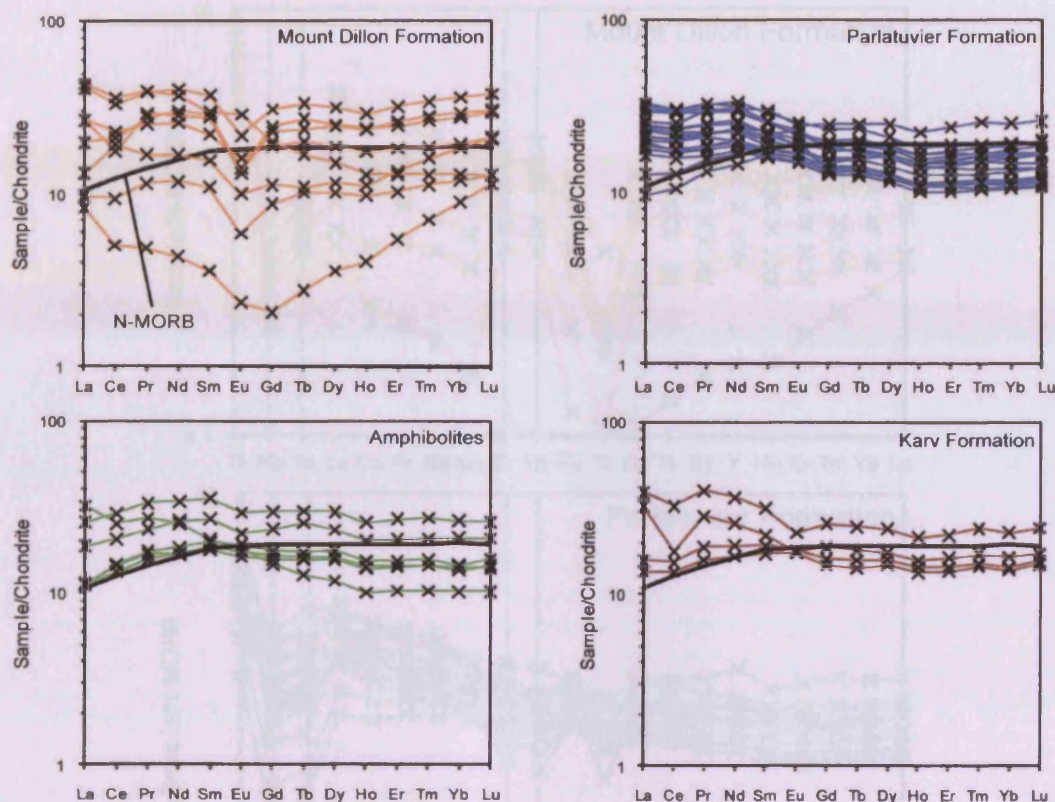 100
Mount Dillon Formation
Sample/Chondrite
10
N-MORB
1
La Ce Pr Nd Sm Eu Gd Tb Dy Ho Er Tm Yb Lu
100
Parlatuvier Formation
Sample/Chondrite
10
1
La Ce Pr Nd Sm Eu Gd Tb Dy Ho Er Tm Yb Lu
100
Amphibolites
Sample/Chondrite
10
1
La Ce Pr Nd Sm Eu Gd Tb Dy Ho Er Tm Yb Lu
100
Karv Formation
Sample/Chondrite
10
1
La Ce Pr Nd Sm Eu Gd Tb Dy Ho Er Tm Yb Lu